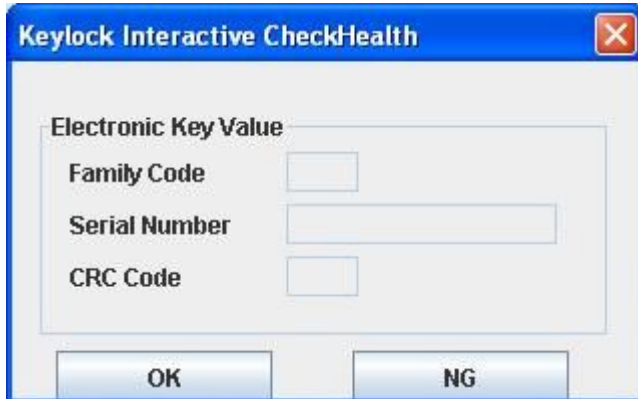 Keylock Interactive CheckHealth
Electronic Key Value
Family Code
Serial Number
CRC Code
OK NG